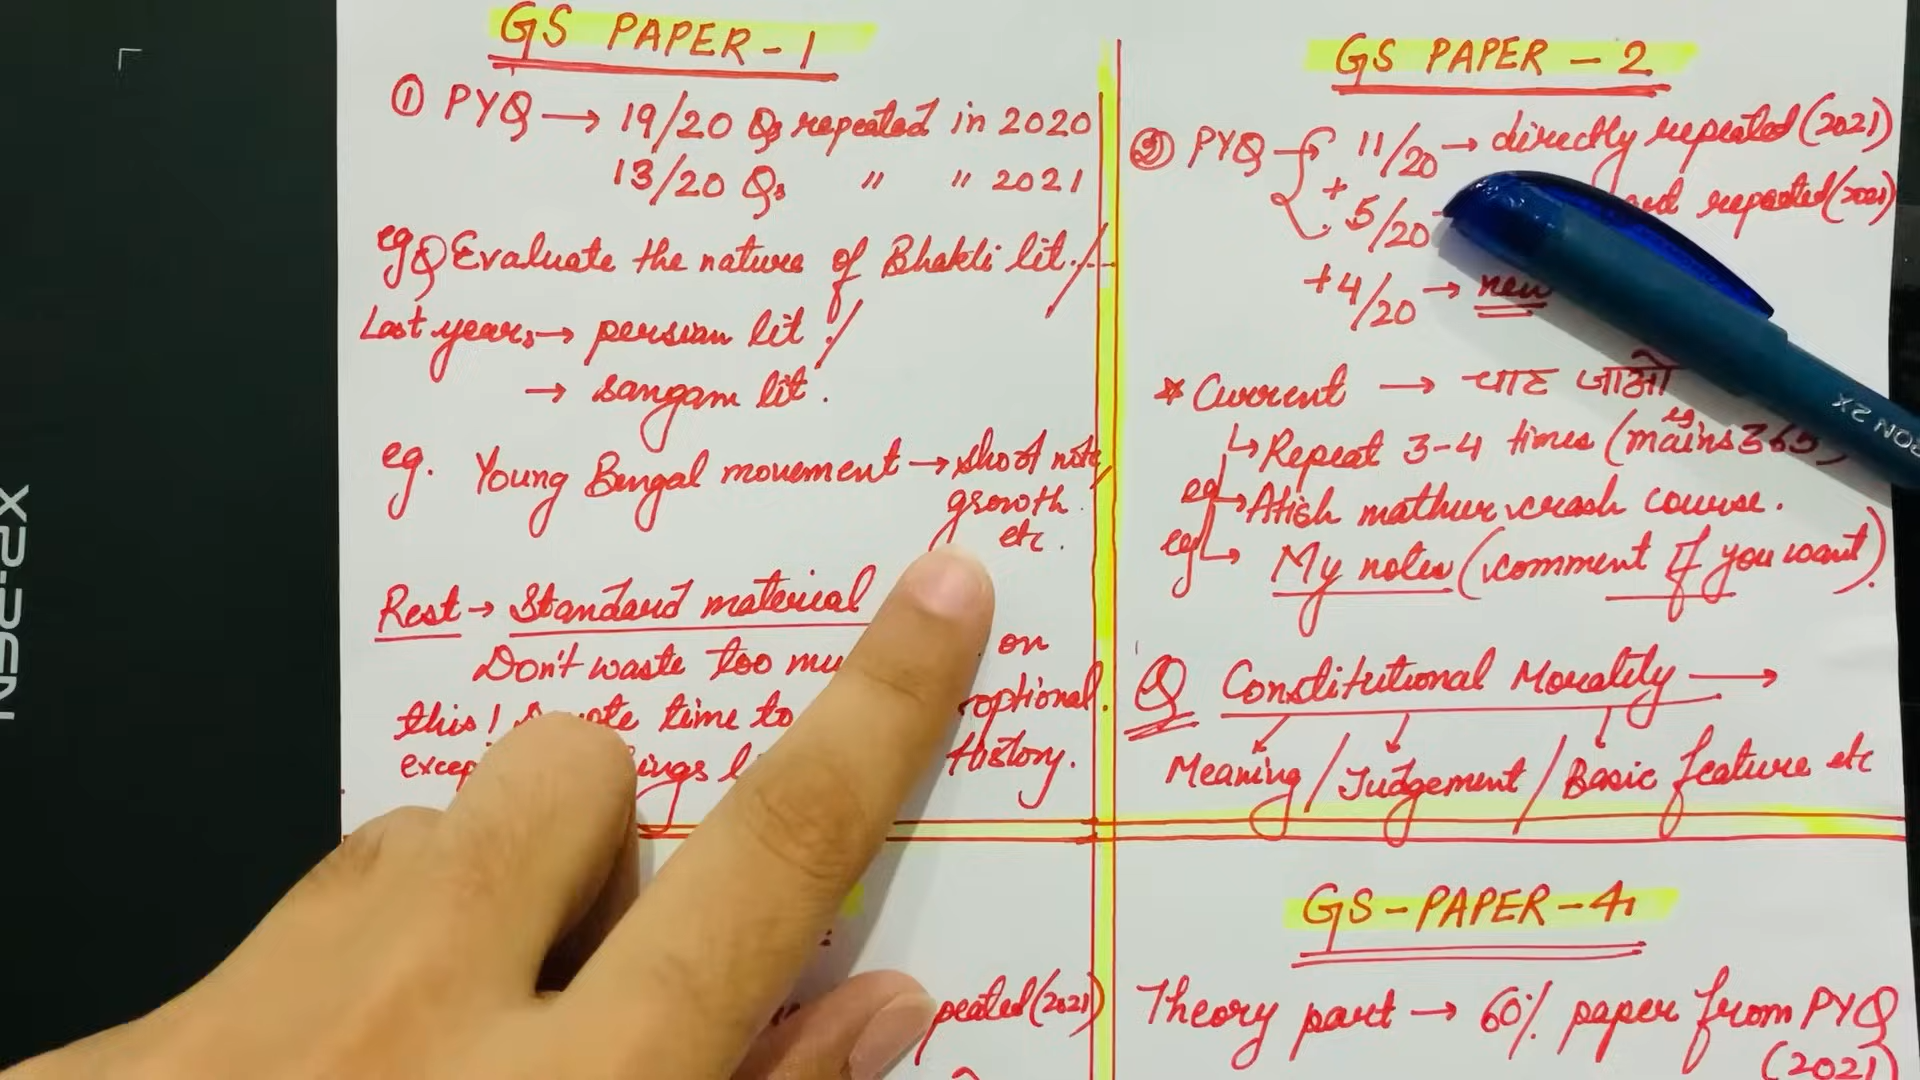 GS PAPER - 1
① PYQ → 19/20 Qs repeated in 2020
13/20 Qs " " 2021
eg Q Evaluate the nature of Bhakti lit./
Last years → persian lit./
→ sangam lit.
eg. Young Bengal movement → short note/
growth
etc.
Rest → Standard material
Don't waste too on
this! time to optional.
History.
peated (2021)
GS PAPER - 2
② PYQ → 11/20 → directly repeated (2021)
+ 5/20 repeated (2021)
+ 4/20 → new
* Current → चाट जाओ
↳ Repeat 3-4 times (eg mains 365)
eg → Atish mathur crash course.
eg → My notes (comment If you want).
Q Constitutional Morality →
Meaning / Judgement / Basic feature etc
GS - PAPER - 4
Theory part → 60% paper from PYQ
(2021)
XP-PEN
2X